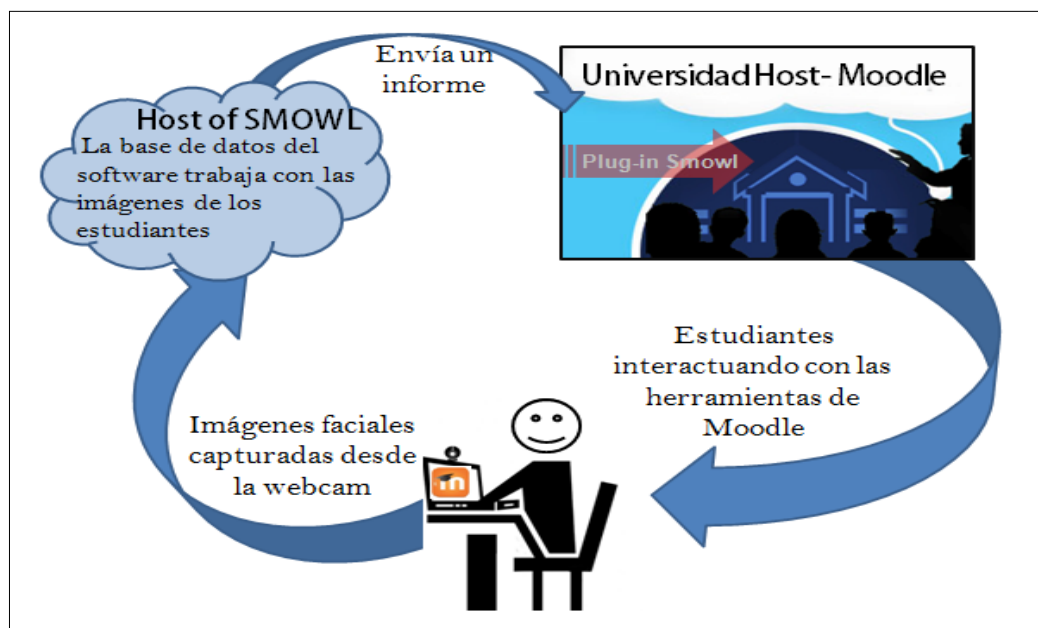 Envía un
informe
Universidad Host- Moodle
Host of SMOWL
La base de datos del
software trabaja con las
imágenes de los
estudiantes
Plug-in Smowl
Estudiantes
interactuando con las
herramientas de
Moodle
Imágenes faciales
capturadas desde
la webcam
m